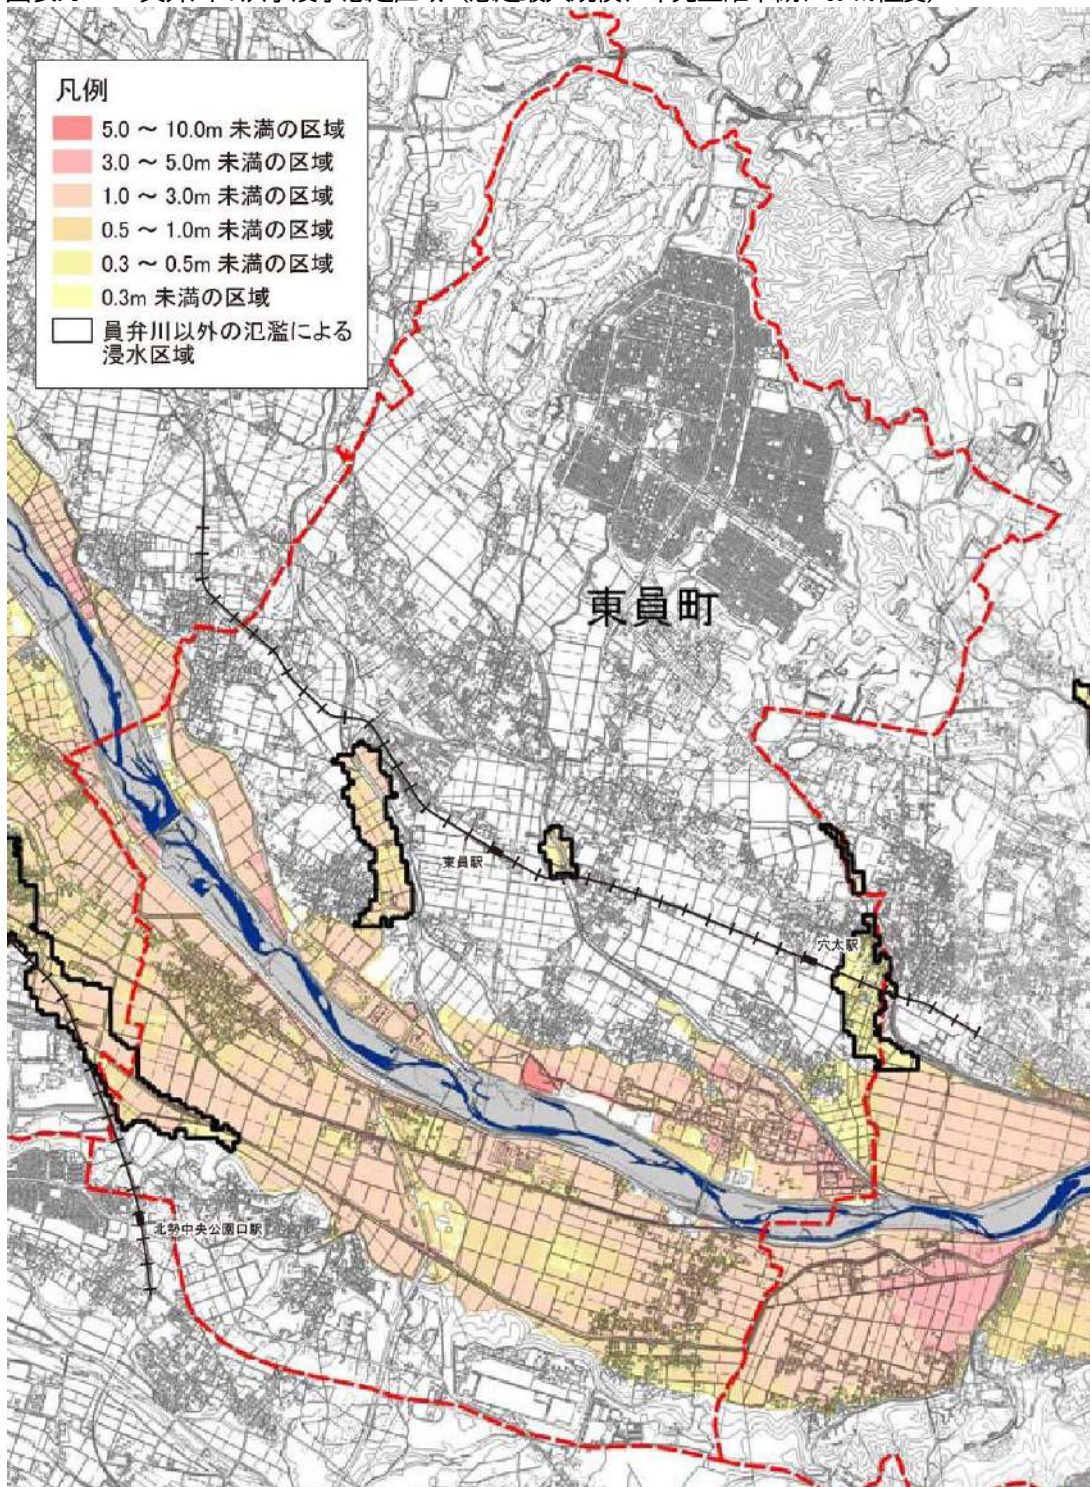 凡例
5.0 ～ 10.0m 未満の区域
3.0 ～ 5.0m 未満の区域
1.0 ～ 3.0m 未満の区域
0.5 ～ 1.0m 未満の区域
0.3 ～ 0.5m 未満の区域
0.3m 未満の区域
員弁川以外の氾濫による
浸水区域
東員町
東員駅
穴太駅
北勢中央公園口駅